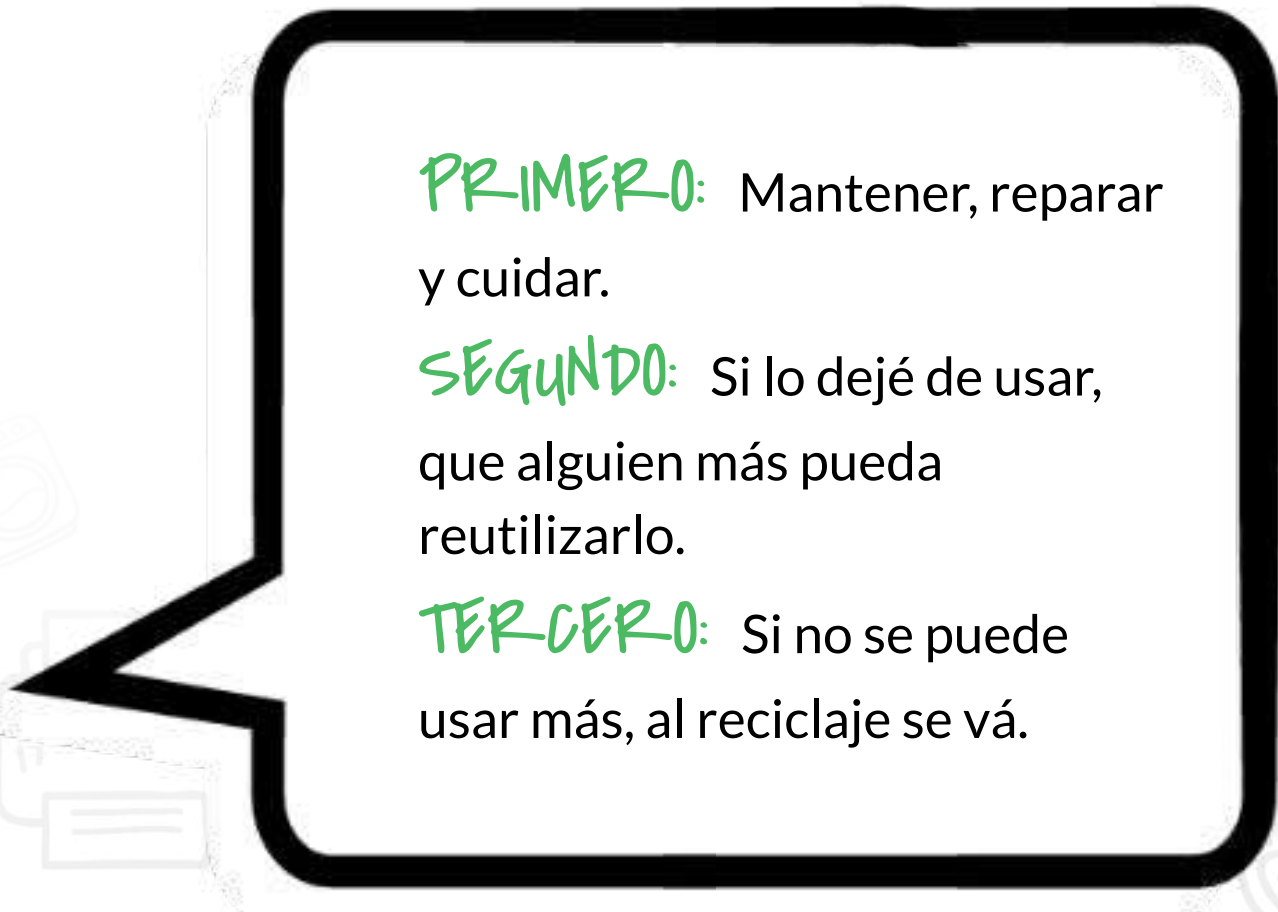 PRIMERO: Mantener, reparar
y cuidar.
SEGUNDO: Si lo dejé de usar,
que alguien más pueda
reutilizarlo.
TERCERO: Si no se puede
usar más, al reciclaje se vá.